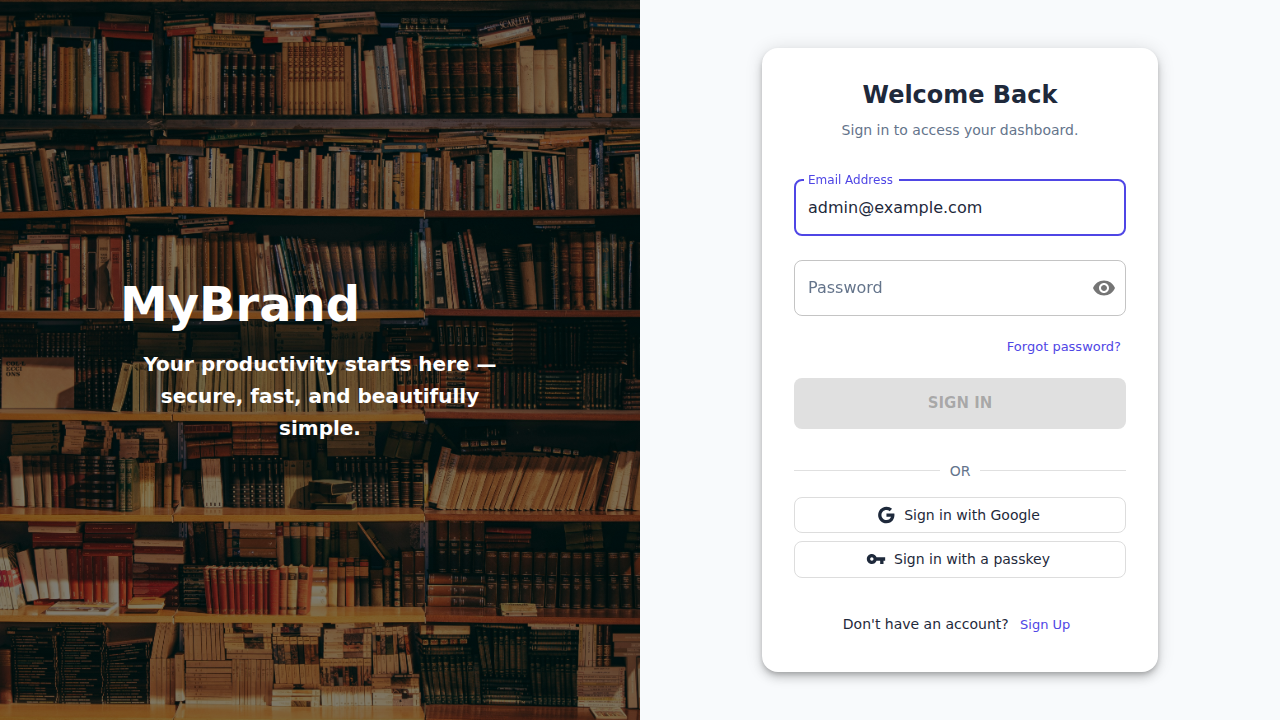 MyBrand
Your productivity starts here —
secure, fast, and beautifully
simple.
Welcome Back
Sign in to access your dashboard.
Email Address
admin@example.com
Password
Forgot password?
SIGN IN
OR
Sign in with Google
Sign in with a passkey
Don't have an account? Sign Up